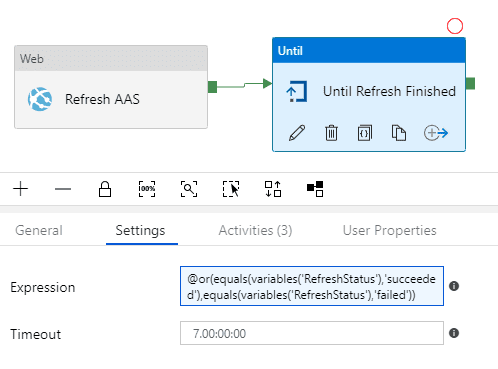 Web
Refresh AAS
Until
Until Refresh Finished
100%
General
Settings
Activities (3)
User Properties
Expression
@or(equals(variables('RefreshStatus'),'succeede
d'),equals(variables('RefreshStatus'),'failed'))
Timeout
7.00:00:00